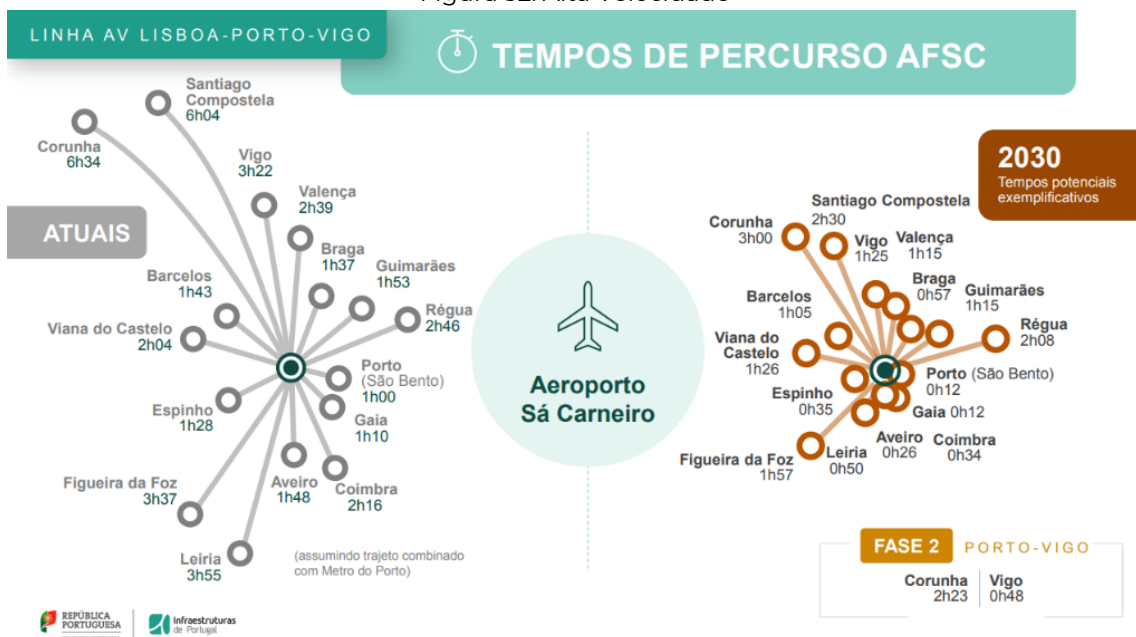 LINHA AV LISBOA-PORTO-VIGO
TEMPOS DE PERCURSO AFSC
ATUAIS
Santiago
Compostela
6h04
Corunha
6h34
Vigo
3h22
Valença
2h39
Braga
1h37
Guimarães
1h53
Barcelos
1h43
Régua
2h46
Viana do Castelo
2h04
Porto
(São Bento)
1h00
Espinho
1h28
Gaia
1h10
Aveiro
1h48
Coimbra
2h16
Figueira da Foz
3h37
Leiria
3h55
(assumindo trajeto combinado
com Metro do Porto)
Aeroporto
Sá Carneiro
2030
Tempos potenciais
exemplificativos
Santiago Compostela
2h30
Corunha
3h00
Vigo
1h25
Valença
1h15
Braga
0h57
Guimarães
1h15
Barcelos
1h05
Régua
2h08
Viana do
Castelo
1h26
Porto (São Bento)
0h12
Espinho
0h35
Gaia 0h12
Aveiro
0h26
Coimbra
0h34
Leiria
0h50
Figueira da Foz
1h57
FASE 2 PORTO-VIGO
Corunha
2h23
Vigo
0h48
REPÚBLICA
PORTUGUESA
Infraestruturas
de Portugal